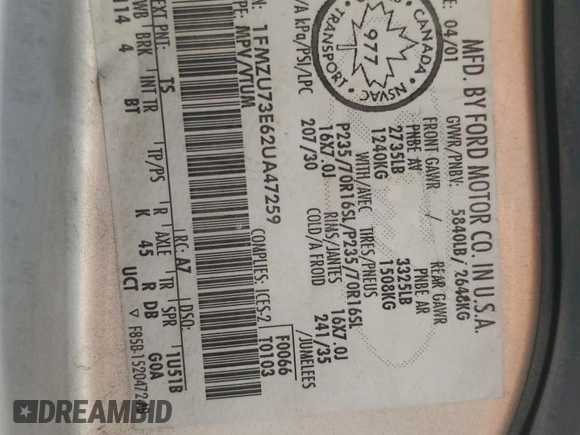 MFD. BY FORD MOTOR CO. IN U.S.A.
04/01 GVWR/PNBV: 5840LB/ 2648KG
FRONT GAWR / REAR GAWR
PNBE AV PNBE AR
2735LB 3325LB
1240KG 1508KG
WITH/AVEC TIRES/PNEUS
P235/70R16SL/P235/70R16SL
RIMS/JANTES
16X7.0J 16X7.0J
COLD/A FROID /JUMELEES
207/30 241/35
A kPa/PSI/LPC
CANADA
977
NSVAC
TRANSPORT
1FMZU73E62UA47259
COMPLIES: ICES-2 F0066
T0103
MPV/VTUM
EXT PNT: TS RC: A7 DSO:
WB BRK INT TR TP/PS R AXLE TR SPR
114 4 BT K 45 R DB 1U51B
G0A
UCT
DREAMBID